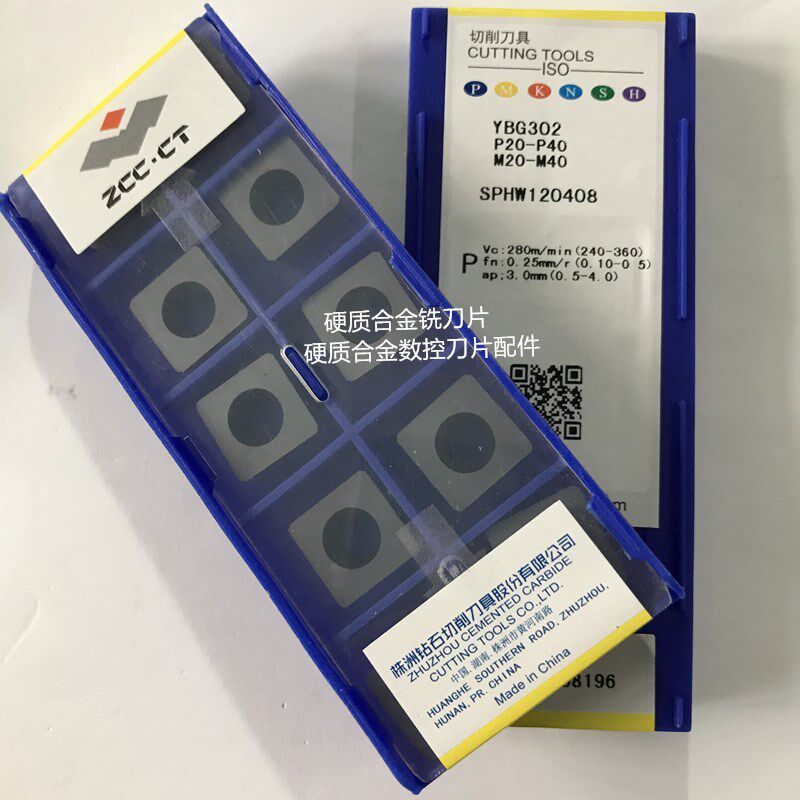 ZCC·CT
切削刀具
CUTTING TOOLS
ISO
P M K N S H
YBG302
P20-P40
M20-M40
SPHW120408
P
Vc:280m/min(240-360)
fn:0.25mm/r(0.10-0.5)
ap;3.0mm(0.5-4.0)
硬质合金铣刀片
硬质合金数控刀片配件
株洲钻石切削刀具股份有限公司
ZHUZHOU CEMENTED CARBIDE
CUTTING TOOLS CO.,LTD.
中国.湖南.株洲市黄河南路
HUANGHE SOUTHERN ROAD, ZHUZHOU.
HUNAN, PR. CHINA
Made in China
8196